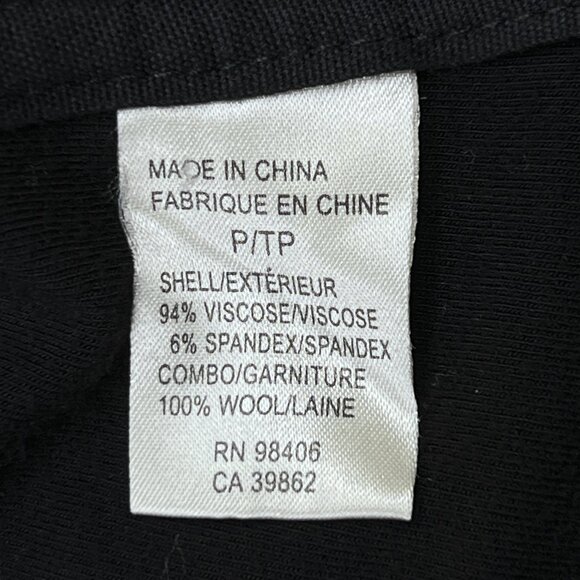 MADE IN CHINA
FABRIQUE EN CHINE
P/TP
SHELL/EXTÉRIEUR
94% VISCOSE/VISCOSE
6% SPANDEX/SPANDEX
COMBO/GARNITURE
100% WOOL/LAINE
RN 98406
CA 39862